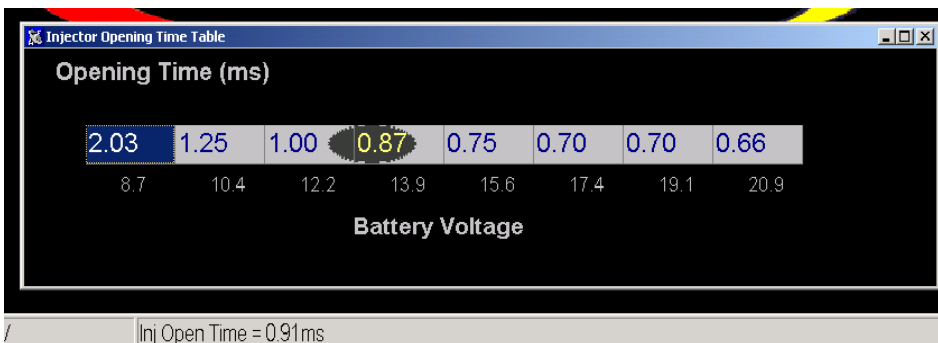 Injector Opening Time Table
Opening Time (ms)
2.03 1.25 1.00 0.87 0.75 0.70 0.70 0.66
8.7 10.4 12.2 13.9 15.6 17.4 19.1 20.9
Battery Voltage
/ Inj Open Time = 0.91ms